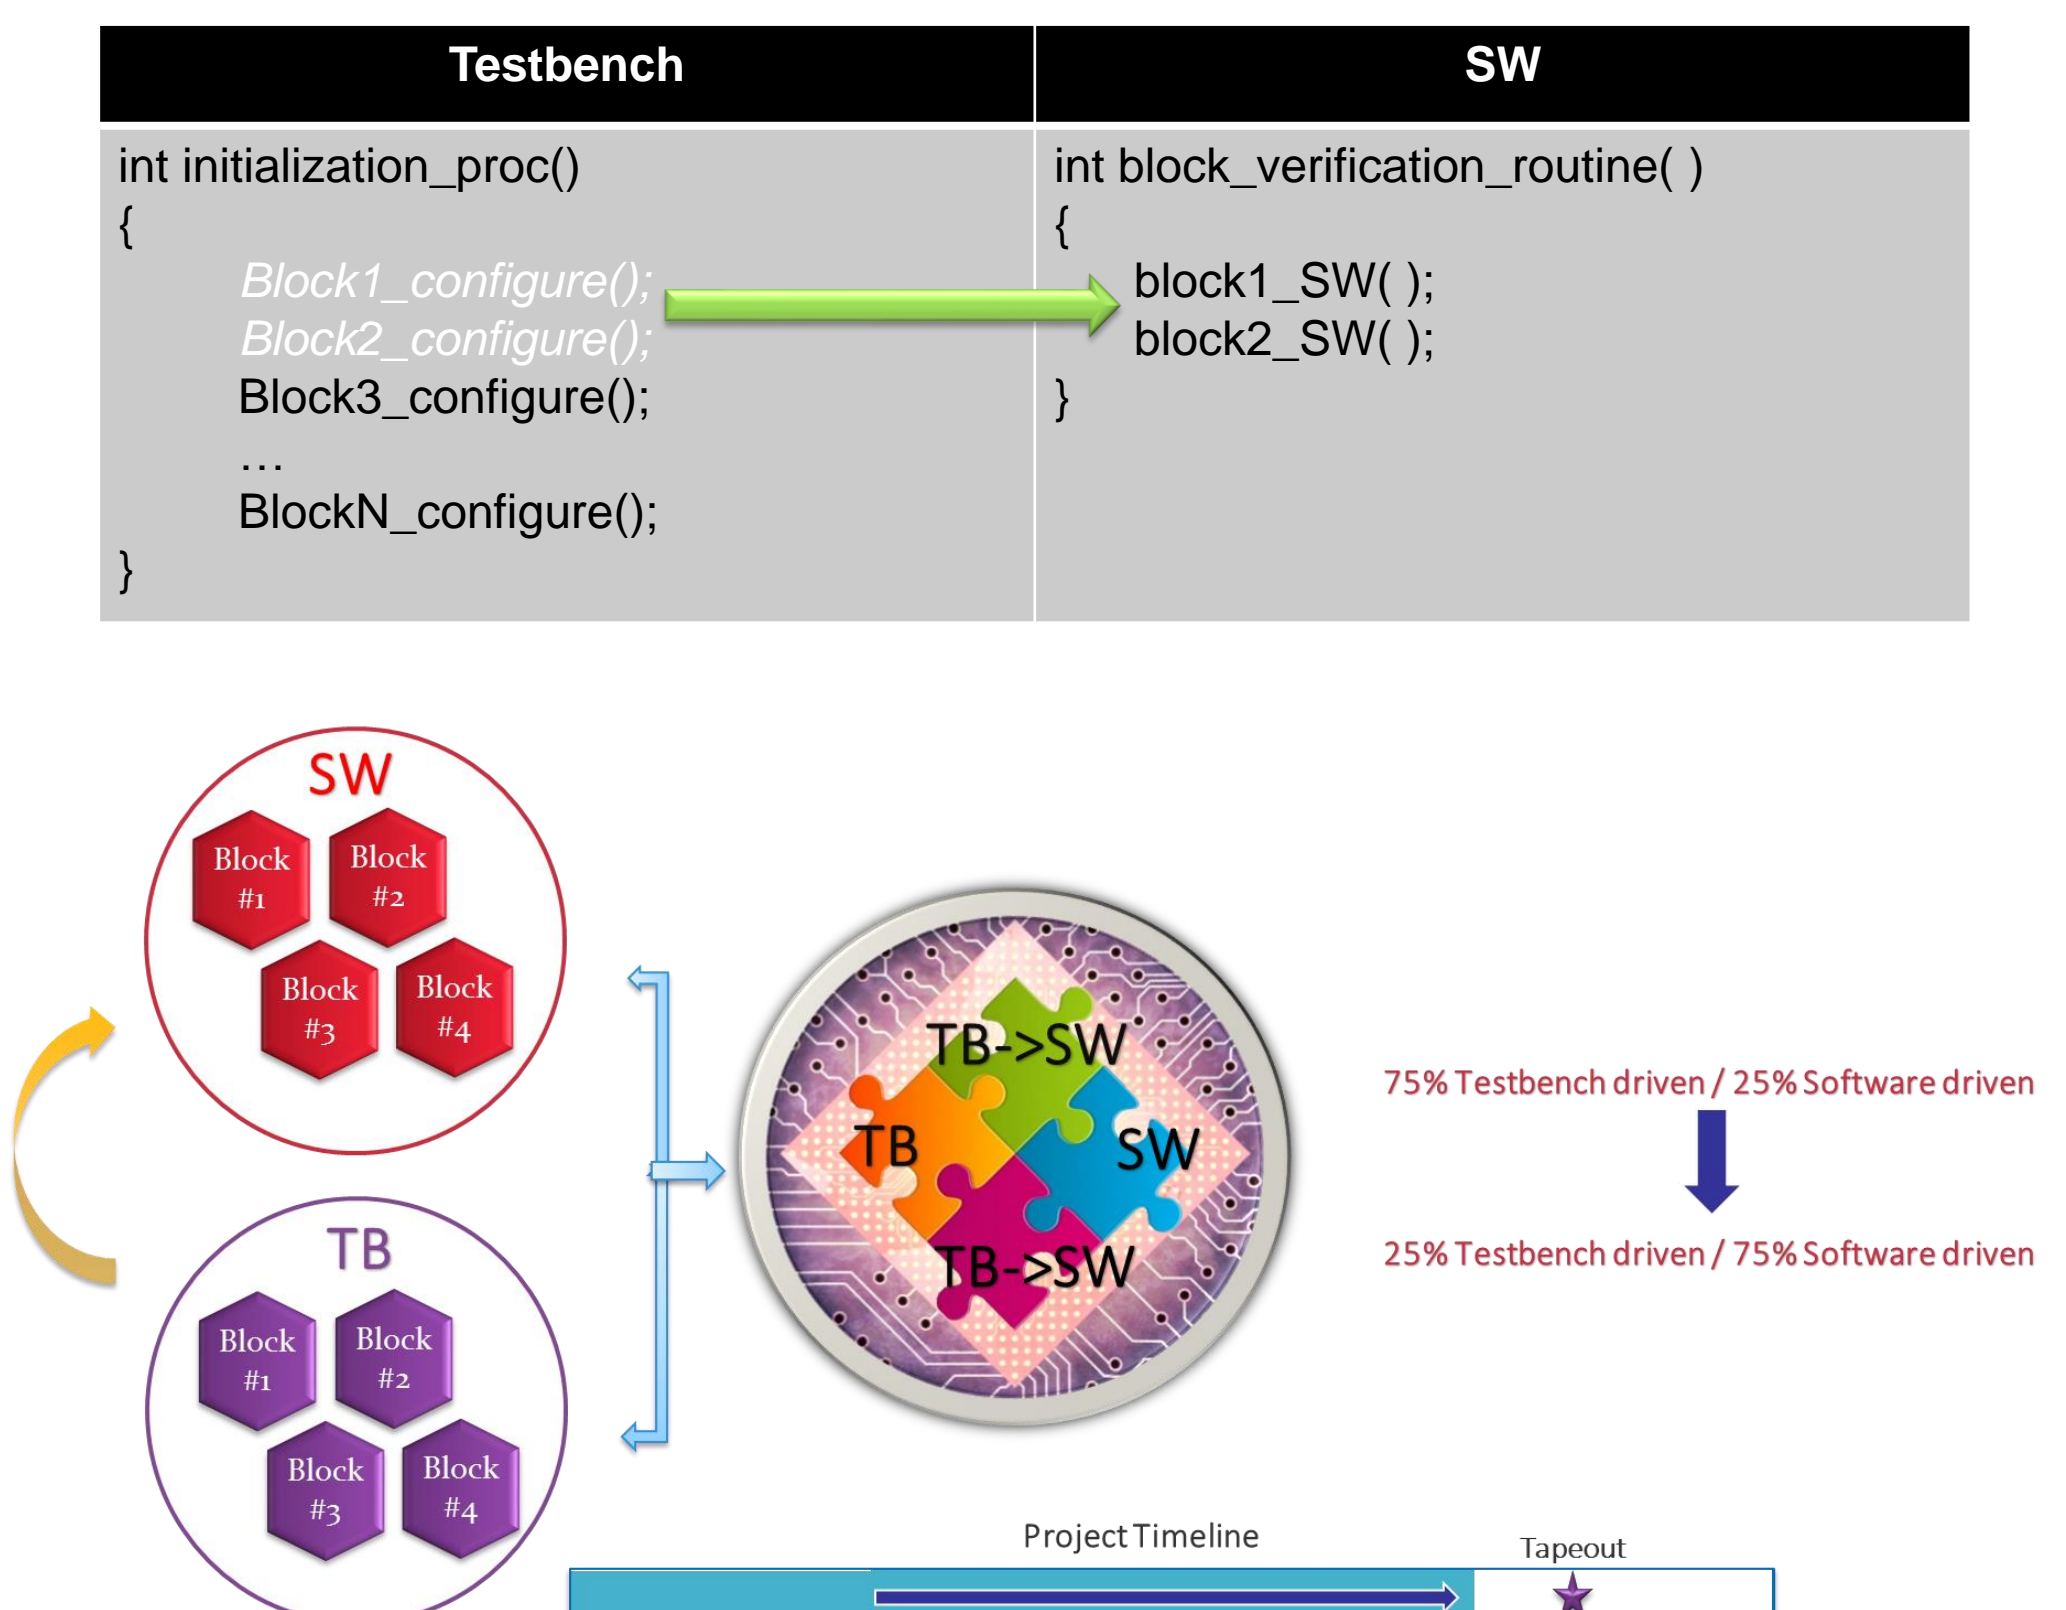 Testbench
SW
int initialization_proc()
{
Block1_configure();
Block2_configure();
Block3_configure();
…
BlockN_configure();
}
int block_verification_routine( )
{
block1_SW( );
block2_SW( );
}
SW
Block
#1
Block
#2
Block
#3
Block
#4
TB
Block
#1
Block
#2
Block
#3
Block
#4
TB->SW
TB
SW
TB->SW
75% Testbench driven / 25% Software driven
25% Testbench driven / 75% Software driven
Project Timeline
Tapeout